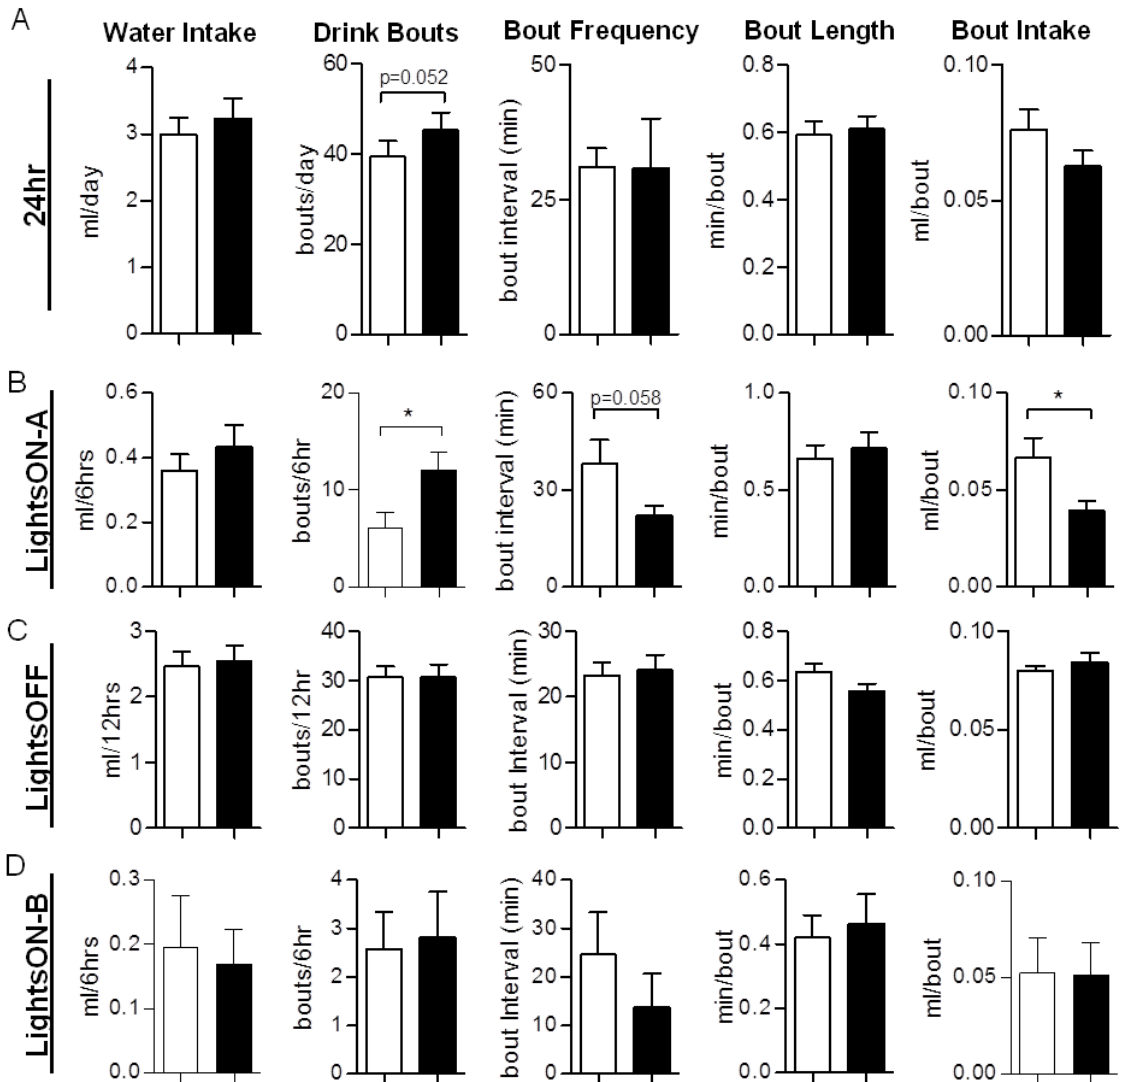 A
Water Intake
Drink Bouts
Bout Frequency
Bout Length
Bout Intake
24hr
ml/day
4
3
2
1
0
bouts/day
60
40
20
0
p=0.052
bout interval (min)
50
25
0
min/bout
0.8
0.6
0.4
0.2
0.0
ml/bout
0.10
0.05
0.00
B
LightsON-A
ml/6hrs
0.6
0.4
0.2
0.0
bouts/6hr
20
10
0
*
bout interval (min)
60
30
0
p=0.058
min/bout
1.0
0.5
0.0
ml/bout
0.10
0.05
0.00
*
C
LightsOFF
ml/12hrs
3
2
1
0
bouts/12hr
40
30
20
10
0
bout Interval (min)
30
20
10
0
min/bout
0.8
0.6
0.4
0.2
0.0
ml/bout
0.10
0.05
0.00
D
LightsON-B
ml/6hrs
0.3
0.2
0.1
0.0
bouts/6hr
4
3
2
1
0
bout Interval (min)
40
30
20
10
0
min/bout
0.6
0.4
0.2
0.0
ml/bout
0.10
0.05
0.00